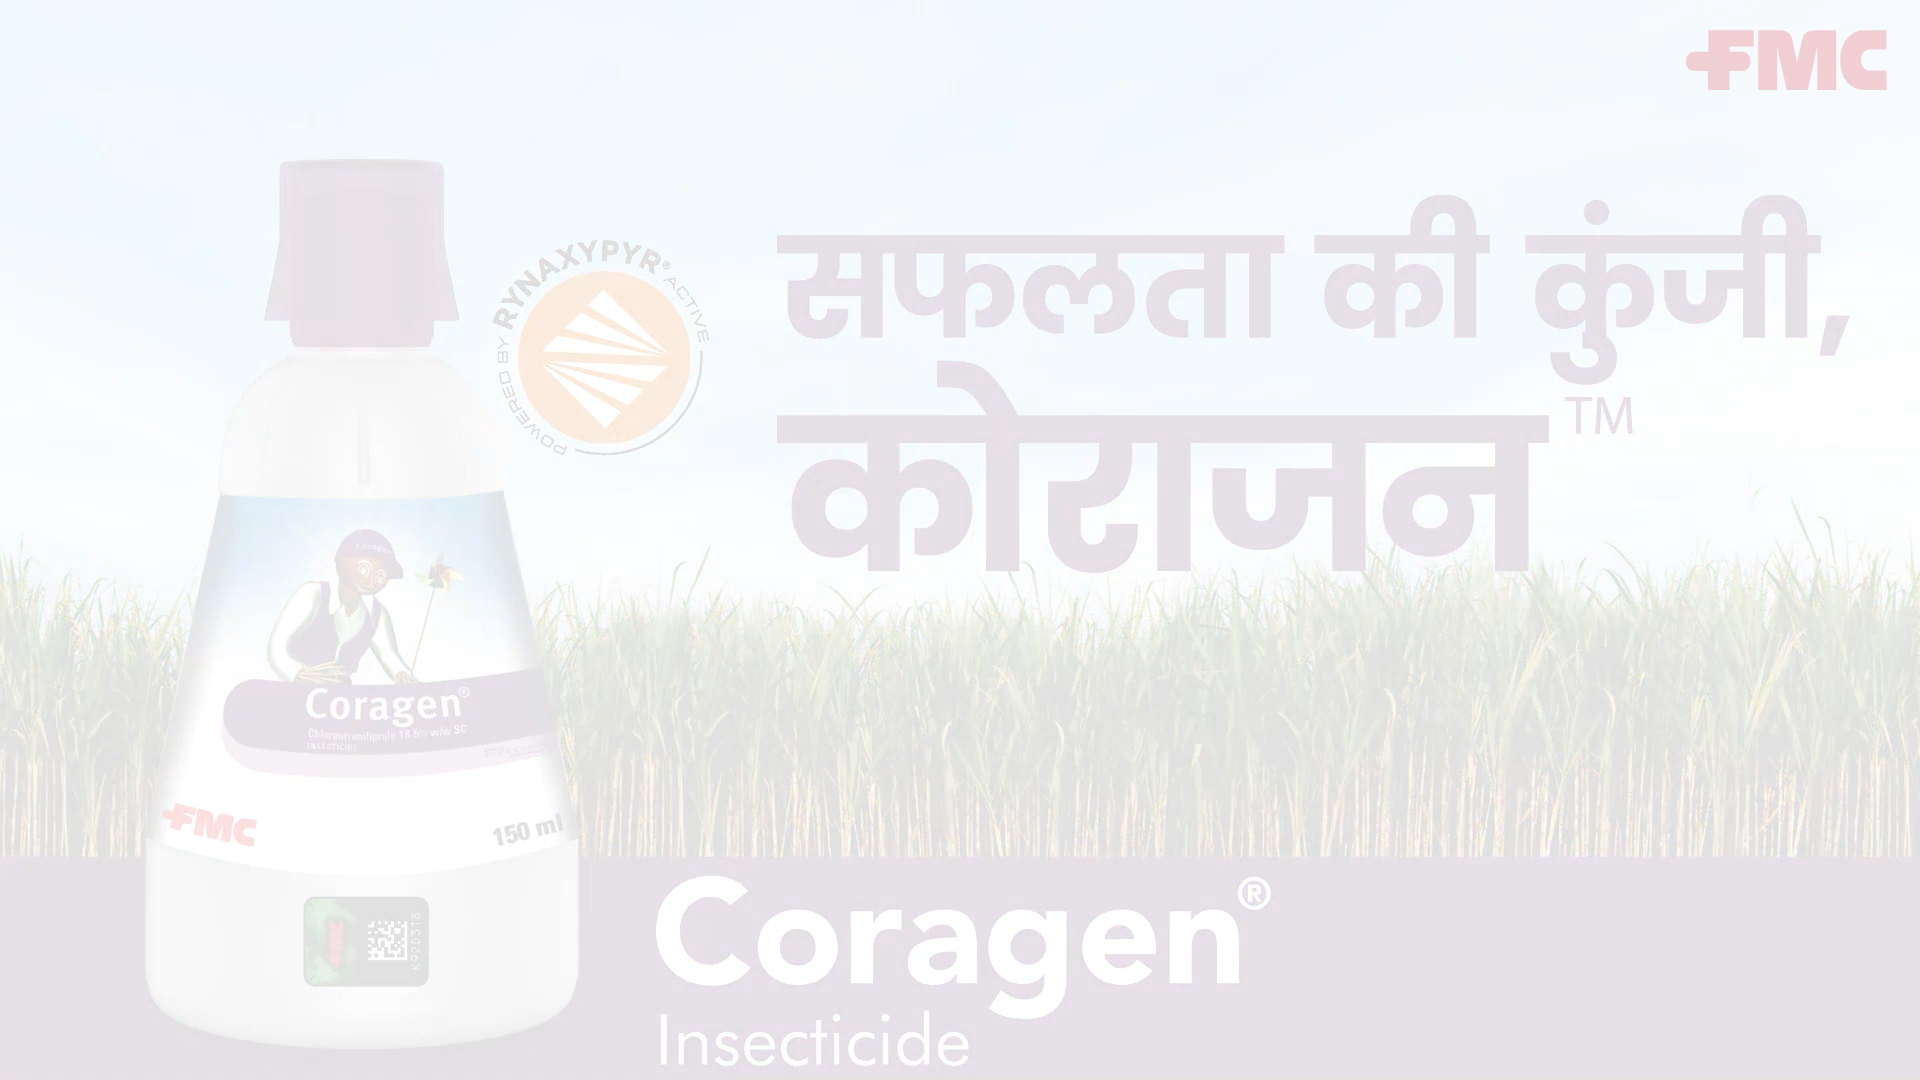 FMC
POWERED BY RYNAXYPYR® ACTIVE
सफलता की कुंजी,
कोराजन™
Coragen®
Chlorantraniliprole 18.5% w/w SC
INSECTICIDE
FMC
150 ml
Coragen®
Insecticide